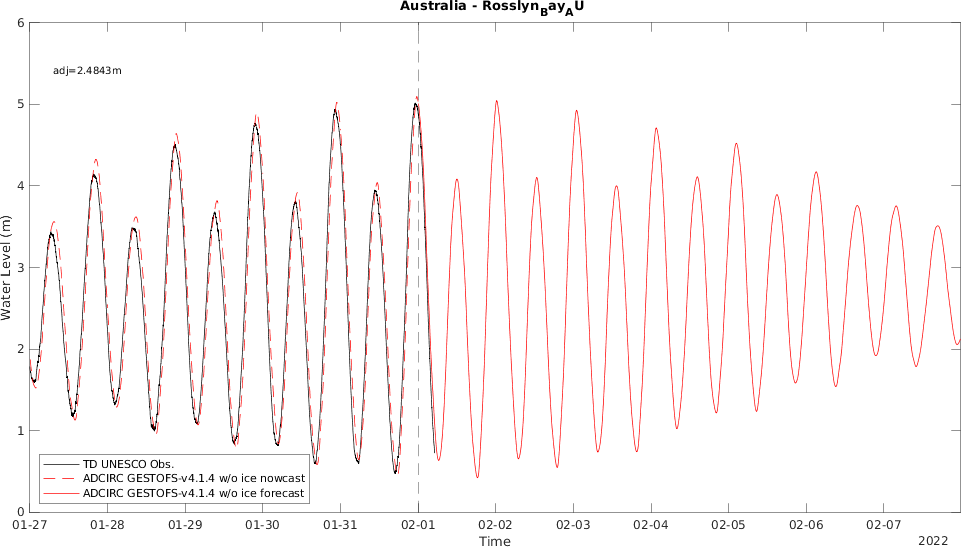 Australia - Rosslyn_Bay_AU
6
adj=2.4843m
5
4
3
2
1
0
Water Level (m)
TD UNESCO Obs.
ADCIRC GESTOFS-v4.1.4 w/o ice nowcast
ADCIRC GESTOFS-v4.1.4 w/o ice forecast
01-27 01-28 01-29 01-30 01-31 02-01 02-02 02-03 02-04 02-05 02-06 02-07
Time
2022